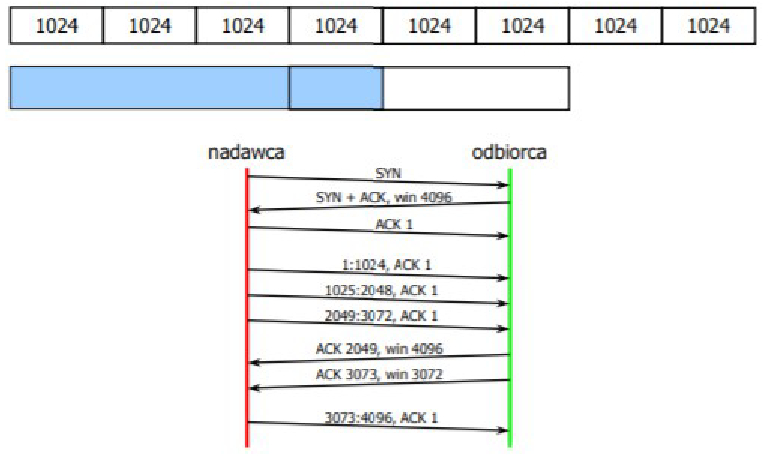 1024 1024 1024 1024 1024 1024 1024 1024
nadawca odbiorca
SYN
SYN + ACK, win 4096
ACK 1
1:1024, ACK 1
1025:2048, ACK 1
2049:3072, ACK 1
ACK 2049, win 4096
ACK 3073, win 3072
3073:4096, ACK 1